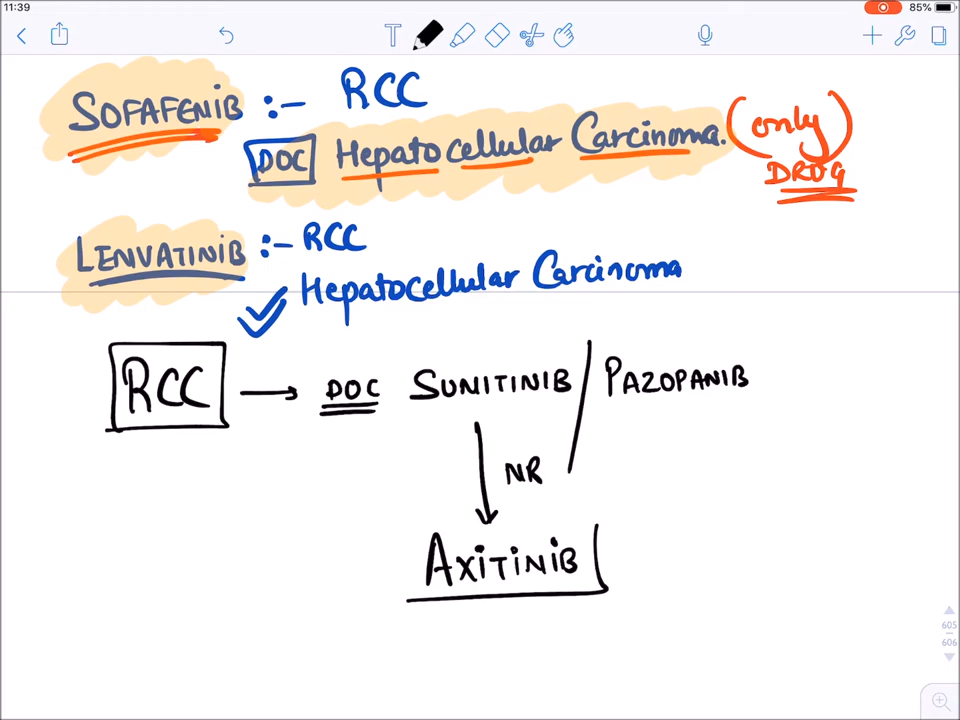 11:39
85%
T
SOFAFENIB :- RCC
DOC Hepatocellular Carcinoma. (only)
DRUG
LENVATINIB :- RCC
Hepatocellular Carcinoma
RCC → DOC SUNITINIB / PAZOPANIB
NR
AXITINIB
605
606